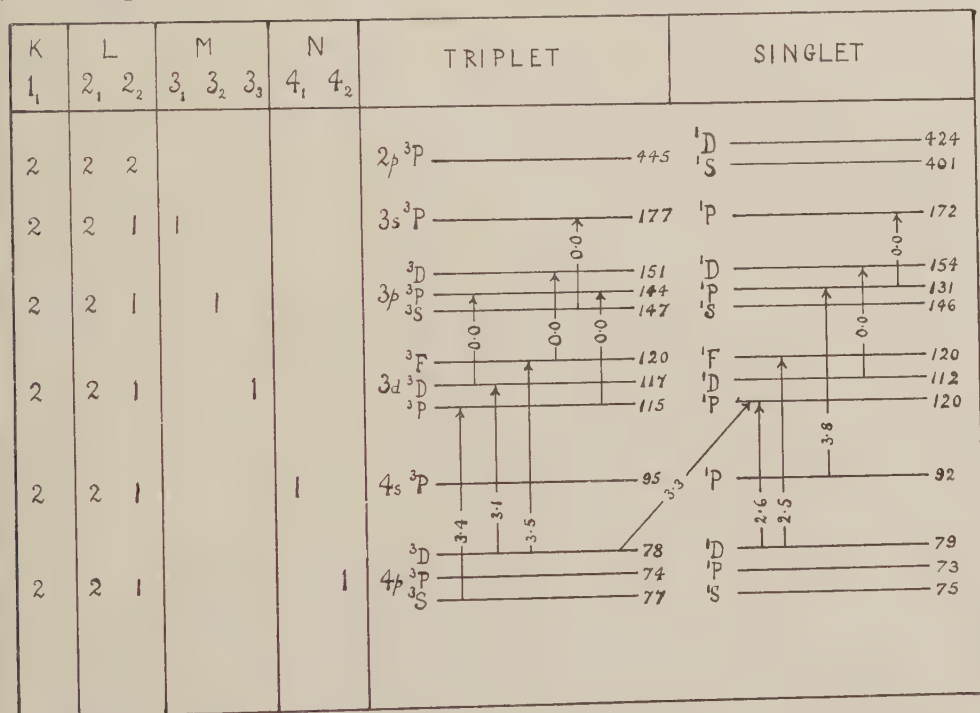 K L M N TRIPLET SINGLET
1₁ 2₁ 2₂ 3₁ 3₂ 3₃ 4₁ 4₂
¹D 424
2 2 2 2p ³P 445
¹S 401
2 2 1 1 3s ³P 177 ¹P 172
0.0 0.0
³D 151 ¹D 154
2 2 1 1 3p ³P 144 ¹P 131
³S 147 ¹S 146
0.0 0.0 0.0 0.0
³F 120 ¹F 120
2 2 1 1 3d ³D 117 ¹D 112
³P 115 ¹P 120
3.8
2 2 1 1 4s ³P 95 ¹P 92
3.4 3.1 3.5 3.3 2.6 2.5
³D 78 ¹D 79
2 2 1 1 4p ³P 74 ¹P 73
³S 77 ¹S 75